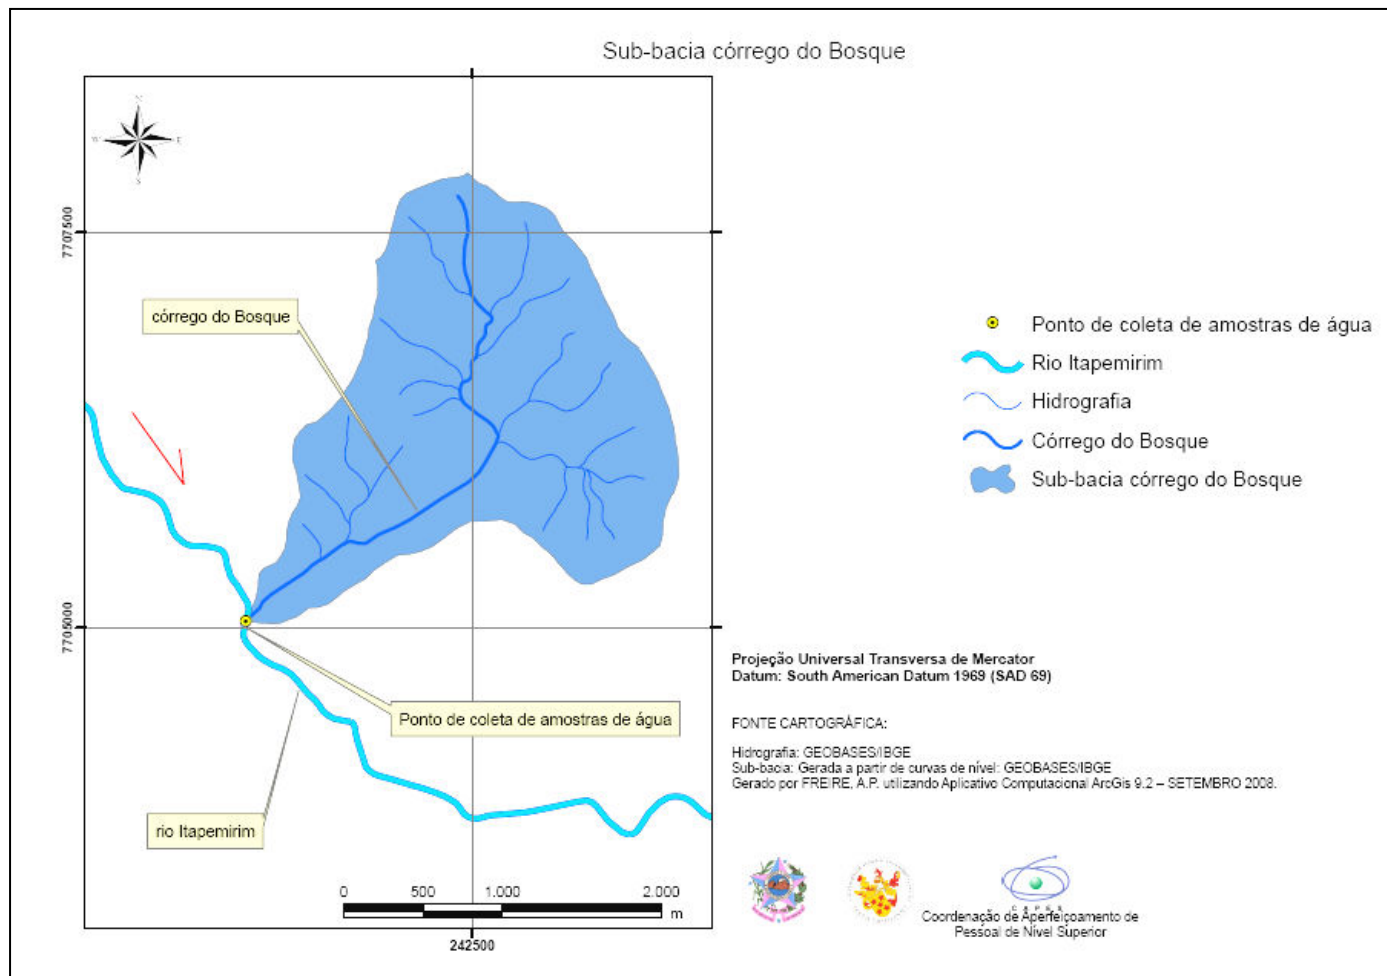 Sub-bacia córrego do Bosque
N
W
E
S
7707500
córrego do Bosque
7705000
Ponto de coleta de amostras de água
rio Itapemirim
0 500 1.000 2.000
m
242500
Ponto de coleta de amostras de água
Rio Itapemirim
Hidrografia
Córrego do Bosque
Sub-bacia córrego do Bosque
Projeção Universal Transversa de Mercator
Datum: South American Datum 1969 (SAD 69)
FONTE CARTOGRÁFICA:
Hidrografia: GEOBASES/IBGE
Sub-bacia: Gerada a partir de curvas de nível: GEOBASES/IBGE
Gerado por FREIRE, A.P. utilizando Aplicativo Computacional ArcGis 9.2 – SETEMBRO 2008.
C A P E S
Coordenação de Aperfeiçoamento de
Pessoal de Nível Superior